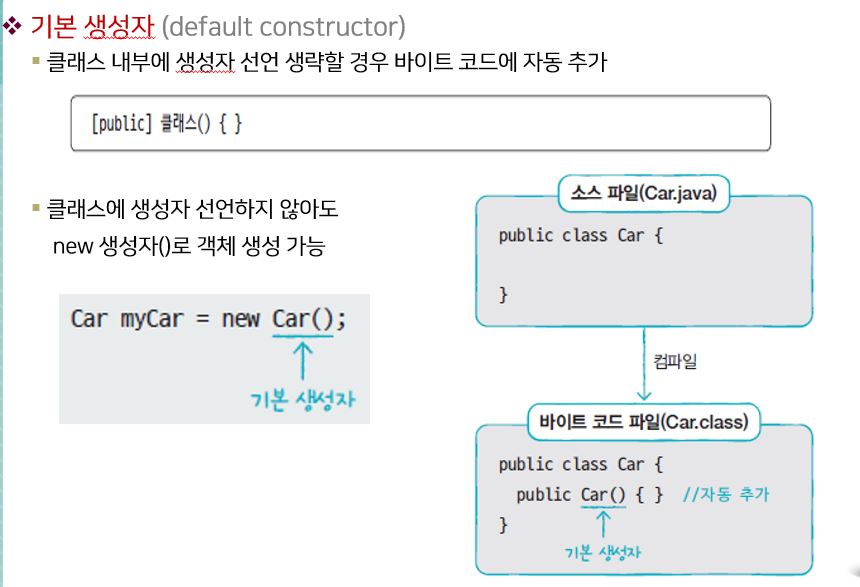 ❖ 기본 생성자 (default constructor)
▪ 클래스 내부에 생성자 선언 생략할 경우 바이트 코드에 자동 추가
[public] 클래스() { }
▪ 클래스에 생성자 선언하지 않아도
new 생성자()로 객체 생성 가능
Car myCar = new Car();
기본 생성자
소스 파일(Car.java)
public class Car {
}
컴파일
바이트 코드 파일(Car.class)
public class Car {
public Car() { } //자동 추가
}
기본 생성자